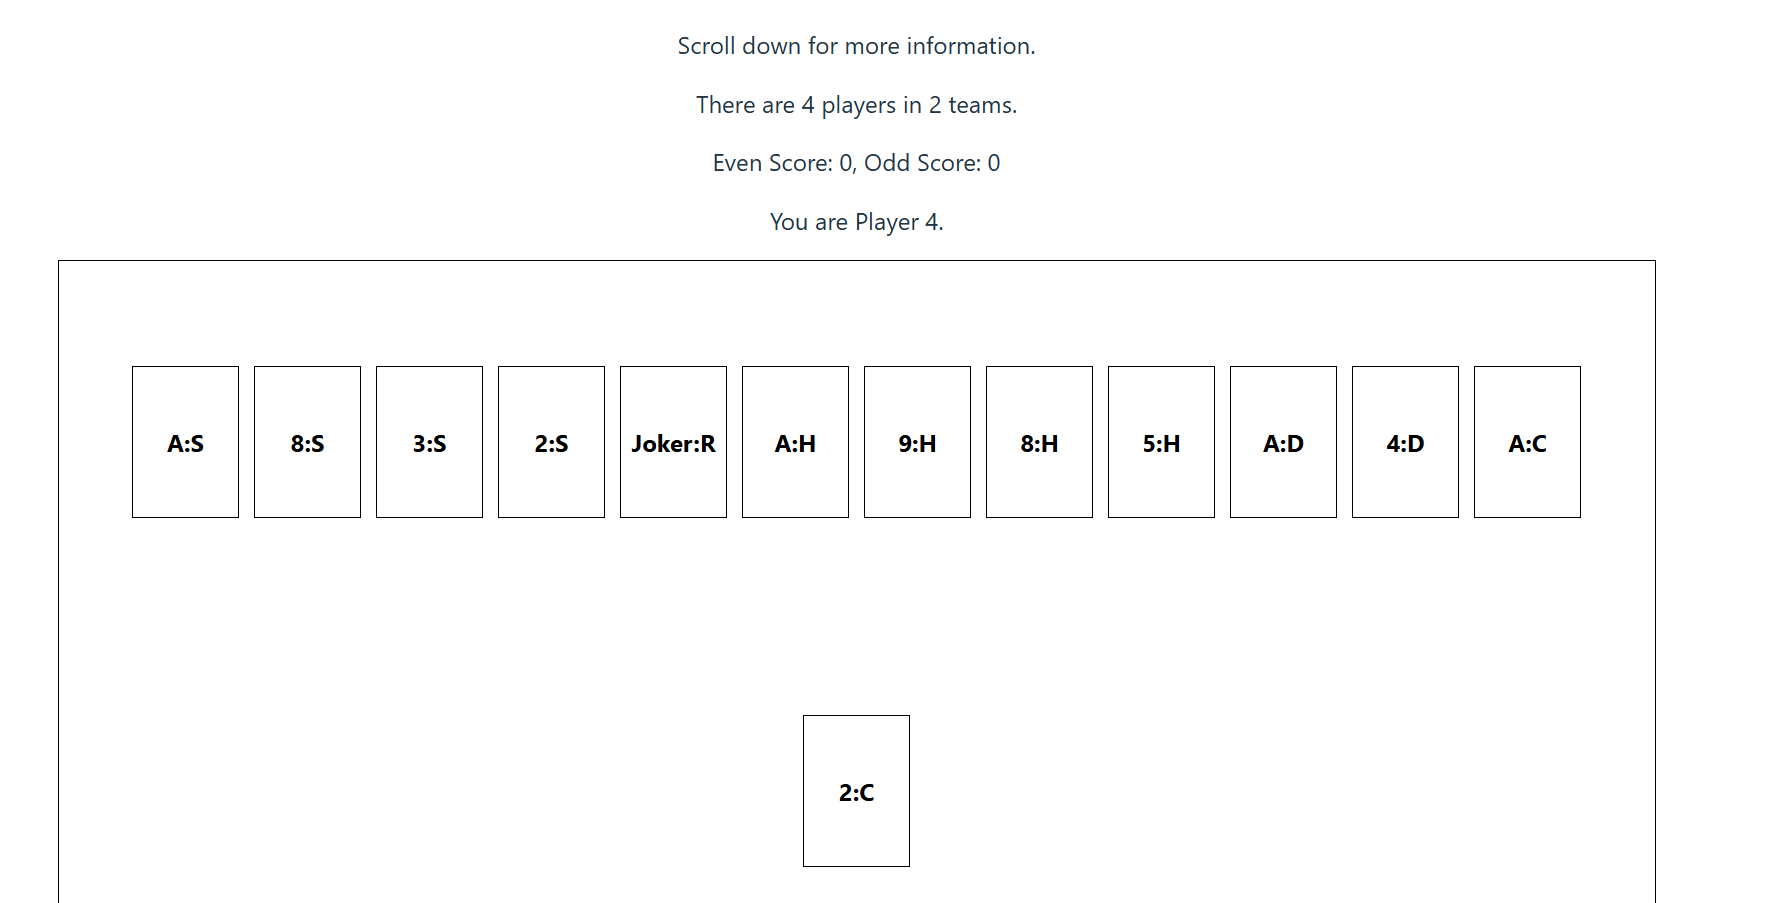 Scroll down for more information.
There are 4 players in 2 teams.
Even Score: 0, Odd Score: 0
You are Player 4.
A:S 8:S 3:S 2:S Joker:R A:H 9:H 8:H 5:H A:D 4:D A:C
2:C